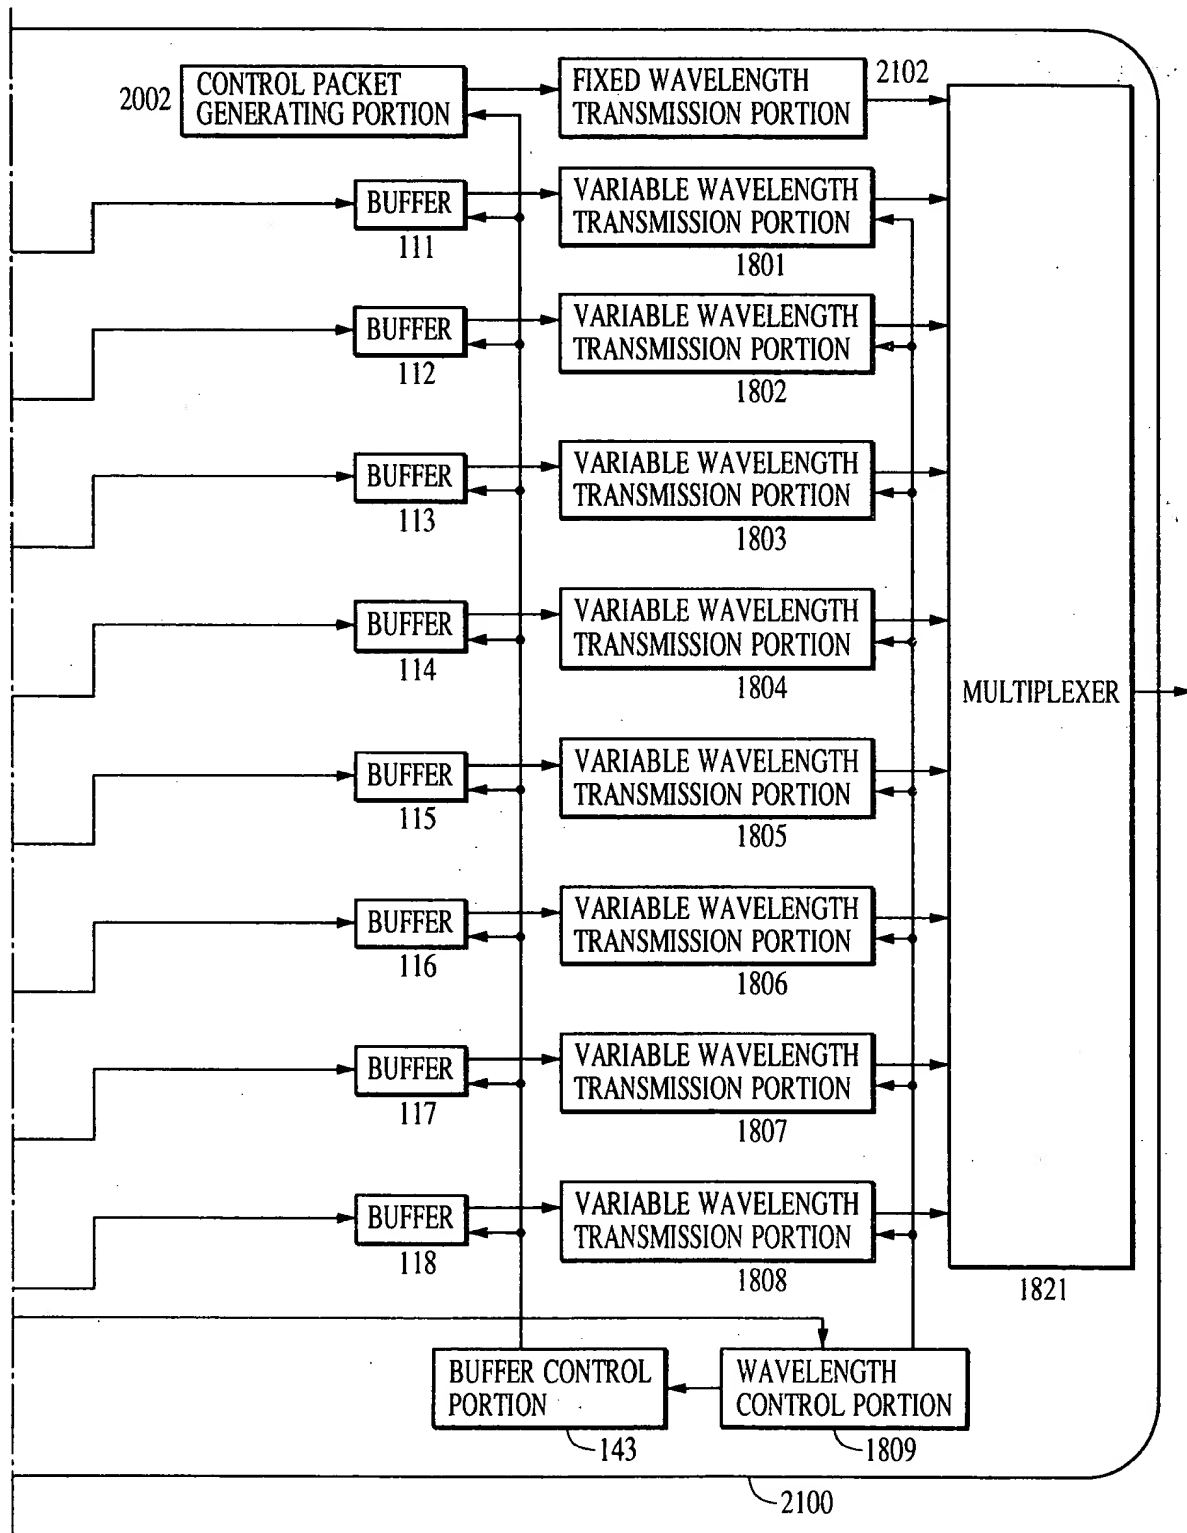 2002
CONTROL PACKET
GENERATING PORTION
FIXED WAVELENGTH
TRANSMISSION PORTION
2102
BUFFER
111
VARIABLE WAVELENGTH
TRANSMISSION PORTION
1801
BUFFER
112
VARIABLE WAVELENGTH
TRANSMISSION PORTION
1802
BUFFER
113
VARIABLE WAVELENGTH
TRANSMISSION PORTION
1803
BUFFER
114
VARIABLE WAVELENGTH
TRANSMISSION PORTION
1804
MULTIPLEXER
BUFFER
115
VARIABLE WAVELENGTH
TRANSMISSION PORTION
1805
BUFFER
116
VARIABLE WAVELENGTH
TRANSMISSION PORTION
1806
BUFFER
117
VARIABLE WAVELENGTH
TRANSMISSION PORTION
1807
BUFFER
118
VARIABLE WAVELENGTH
TRANSMISSION PORTION
1808
1821
BUFFER CONTROL
PORTION
143
WAVELENGTH
CONTROL PORTION
1809
2100